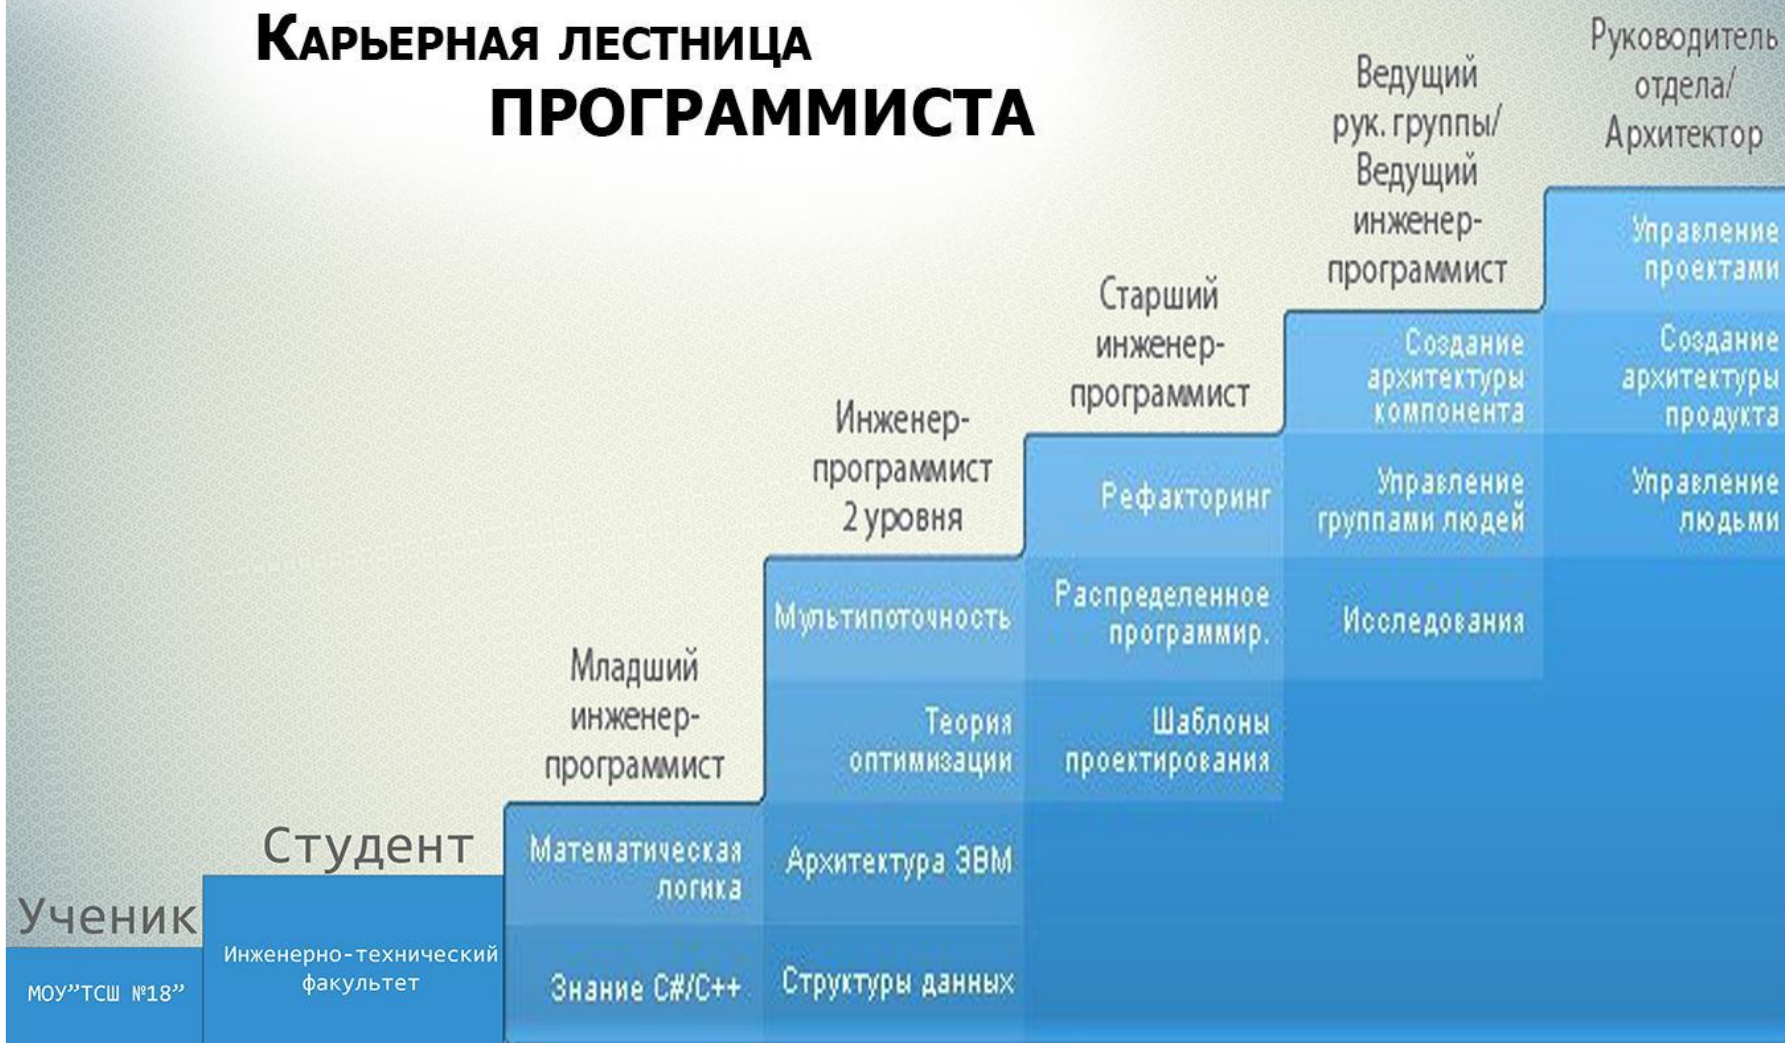 Карьерная лестница
программиста
Ученик
МОУ”ТСШ №18”
Студент
Инженерно-технический
факультет
Младший
инженер-
программист
Математическая
логика
Знание C#/C++
Инженер-
программист
2 уровня
Мультипоточность
Теория
оптимизации
Архитектура ЭВМ
Структуры данных
Старший
инженер-
программист
Рефакторинг
Распределенное
программир.
Шаблоны
проектирования
Ведущий
рук. группы/
Ведущий
инженер-
программист
Создание
архитектуры
компонента
Управление
группами людей
Исследования
Руководитель
отдела/
Архитектор
Управление
проектами
Создание
архитектуры
продукта
Управление
людьми